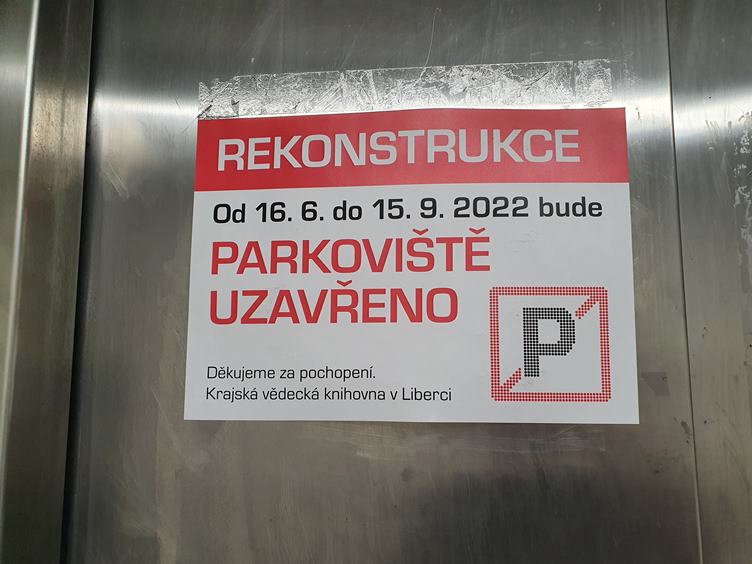 REKONSTRUKCE
Od 16. 6. do 15. 9. 2022 bude
PARKOVIŠTĚ
UZAVŘENO
P
Děkujeme za pochopení.
Krajská vědecká knihovna v Liberci